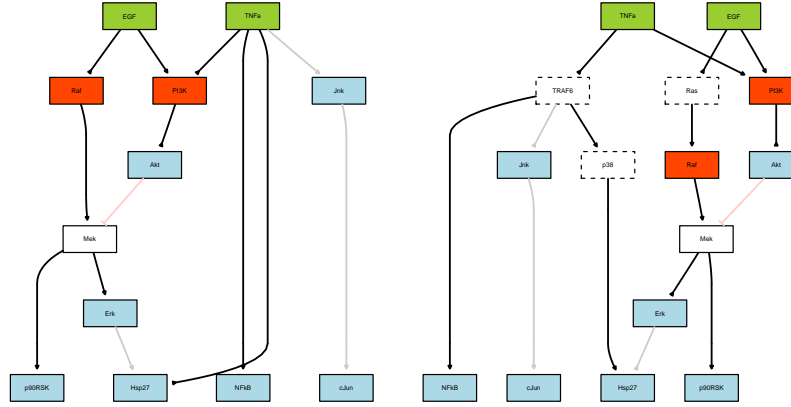 EGF TNFa
Raf PI3K Jnk
Akt
Mek
Erk
p90RSK Hsp27 NFkB cJun
TNFa EGF
TRAF6 Ras PI3K
Jnk p38 Raf Akt
Mek
Erk
NFkB cJun Hsp27 p90RSK